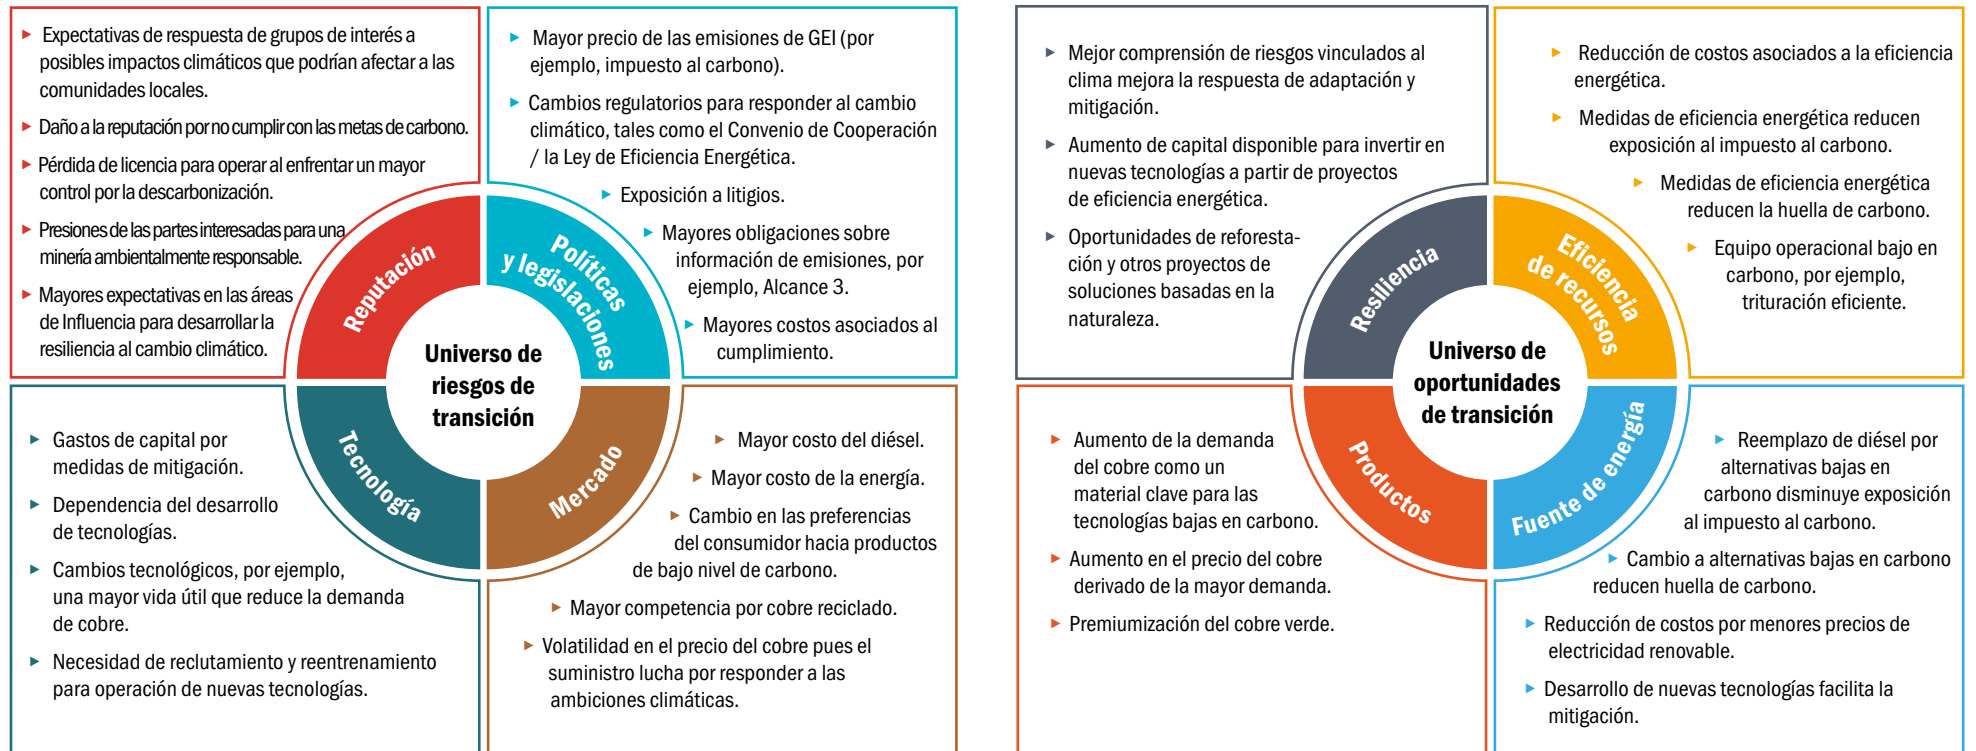 ► Expectativas de respuesta de grupos de interés a
posibles impactos climáticos que podrían afectar a las
comunidades locales.
► Daño a la reputación por no cumplir con las metas de carbono.
► Pérdida de licencia para operar al enfrentar un mayor
control por la descarbonización.
► Presiones de las partes interesadas para una
minería ambientalmente responsable.
► Mayores expectativas en las áreas
de Influencia para desarrollar la
resiliencia al cambio climático.
Reputación
► Mayor precio de las emisiones de GEI (por
ejemplo, impuesto al carbono).
► Cambios regulatorios para responder al cambio
climático, tales como el Convenio de Cooperación
/ la Ley de Eficiencia Energética.
► Exposición a litigios.
► Mayores obligaciones sobre
información de emisiones, por
ejemplo, Alcance 3.
► Mayores costos asociados al
cumplimiento.
Políticas
y legislaciones
Universo de
riesgos de
transición
► Gastos de capital por
medidas de mitigación.
► Dependencia del desarrollo
de tecnologías.
► Cambios tecnológicos, por ejemplo,
una mayor vida útil que reduce la demanda
de cobre.
► Necesidad de reclutamiento y reentrenamiento
para operación de nuevas tecnologías.
Tecnología
► Mayor costo del diésel.
► Mayor costo de la energía.
► Cambio en las preferencias
del consumidor hacia productos
de bajo nivel de carbono.
► Mayor competencia por cobre reciclado.
► Volatilidad en el precio del cobre pues el
suministro lucha por responder a las
ambiciones climáticas.
Mercado
► Mejor comprensión de riesgos vinculados al
clima mejora la respuesta de adaptación y
mitigación.
► Aumento de capital disponible para invertir en
nuevas tecnologías a partir de proyectos
de eficiencia energética.
► Oportunidades de reforesta-
ción y otros proyectos de
soluciones basadas en la
naturaleza.
Resiliencia
► Reducción de costos asociados a la eficiencia
energética.
► Medidas de eficiencia energética reducen
exposición al impuesto al carbono.
► Medidas de eficiencia energética
reducen la huella de carbono.
► Equipo operacional bajo en
carbono, por ejemplo,
trituración eficiente.
Eficiencia
de recursos
Universo de
oportunidades
de transición
► Aumento de la demanda
del cobre como un
material clave para las
tecnologías bajas en carbono.
► Aumento en el precio del cobre
derivado de la mayor demanda.
► Premiumización del cobre verde.
Productos
► Reemplazo de diésel por
alternativas bajas en
carbono disminuye exposición
al impuesto al carbono.
► Cambio a alternativas bajas en carbono
reducen huella de carbono.
► Reducción de costos por menores precios de
electricidad renovable.
► Desarrollo de nuevas tecnologías facilita la
mitigación.
Fuente de energía